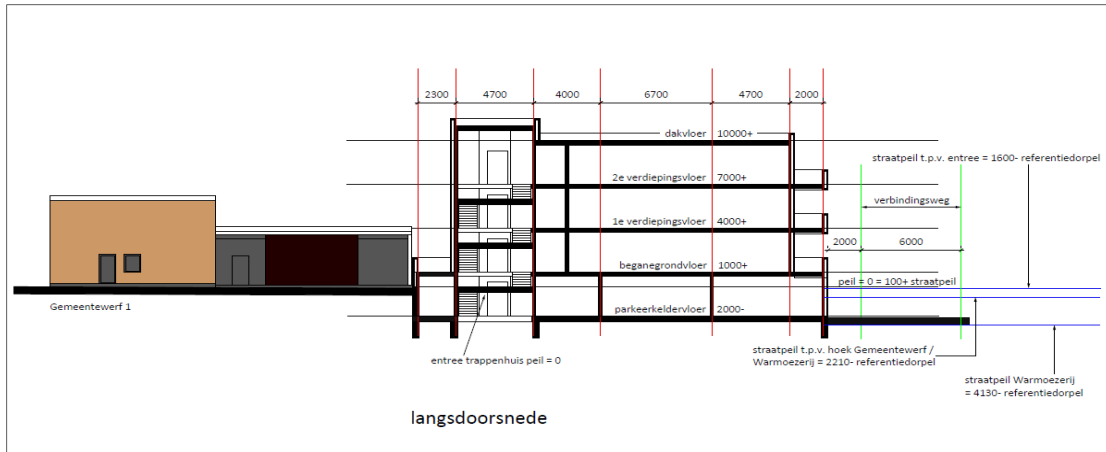 2300 4700 4000 6700 4700 2000
dakvloer 10000+
straatpeil t.p.v. entree = 1600- referentiedorpel
2e verdiepingsvloer 7000+
verbindingsweg
1e verdiepingsvloer 4000+
2000 6000
beganegrondvloer 1000+
peil = 0 = 100+ straatpeil
Gemeentewerf 1
parkeerkeldervloer 2000-
entree trappenhuis peil = 0
straatpeil t.p.v. hoek Gemeentewerf /
Warmoezerij = 2210- referentiedorpel
straatpeil Warmoezerij
= 4130- referentiedorpel
langsdoorsnede